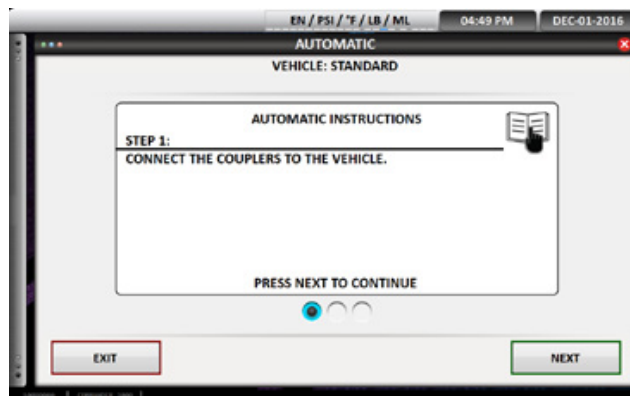 EN / PSI / °F / LB / ML 04:49 PM DEC-01-2016
AUTOMATIC
VEHICLE: STANDARD
AUTOMATIC INSTRUCTIONS
STEP 1:
CONNECT THE COUPLERS TO THE VEHICLE.
PRESS NEXT TO CONTINUE
EXIT NEXT